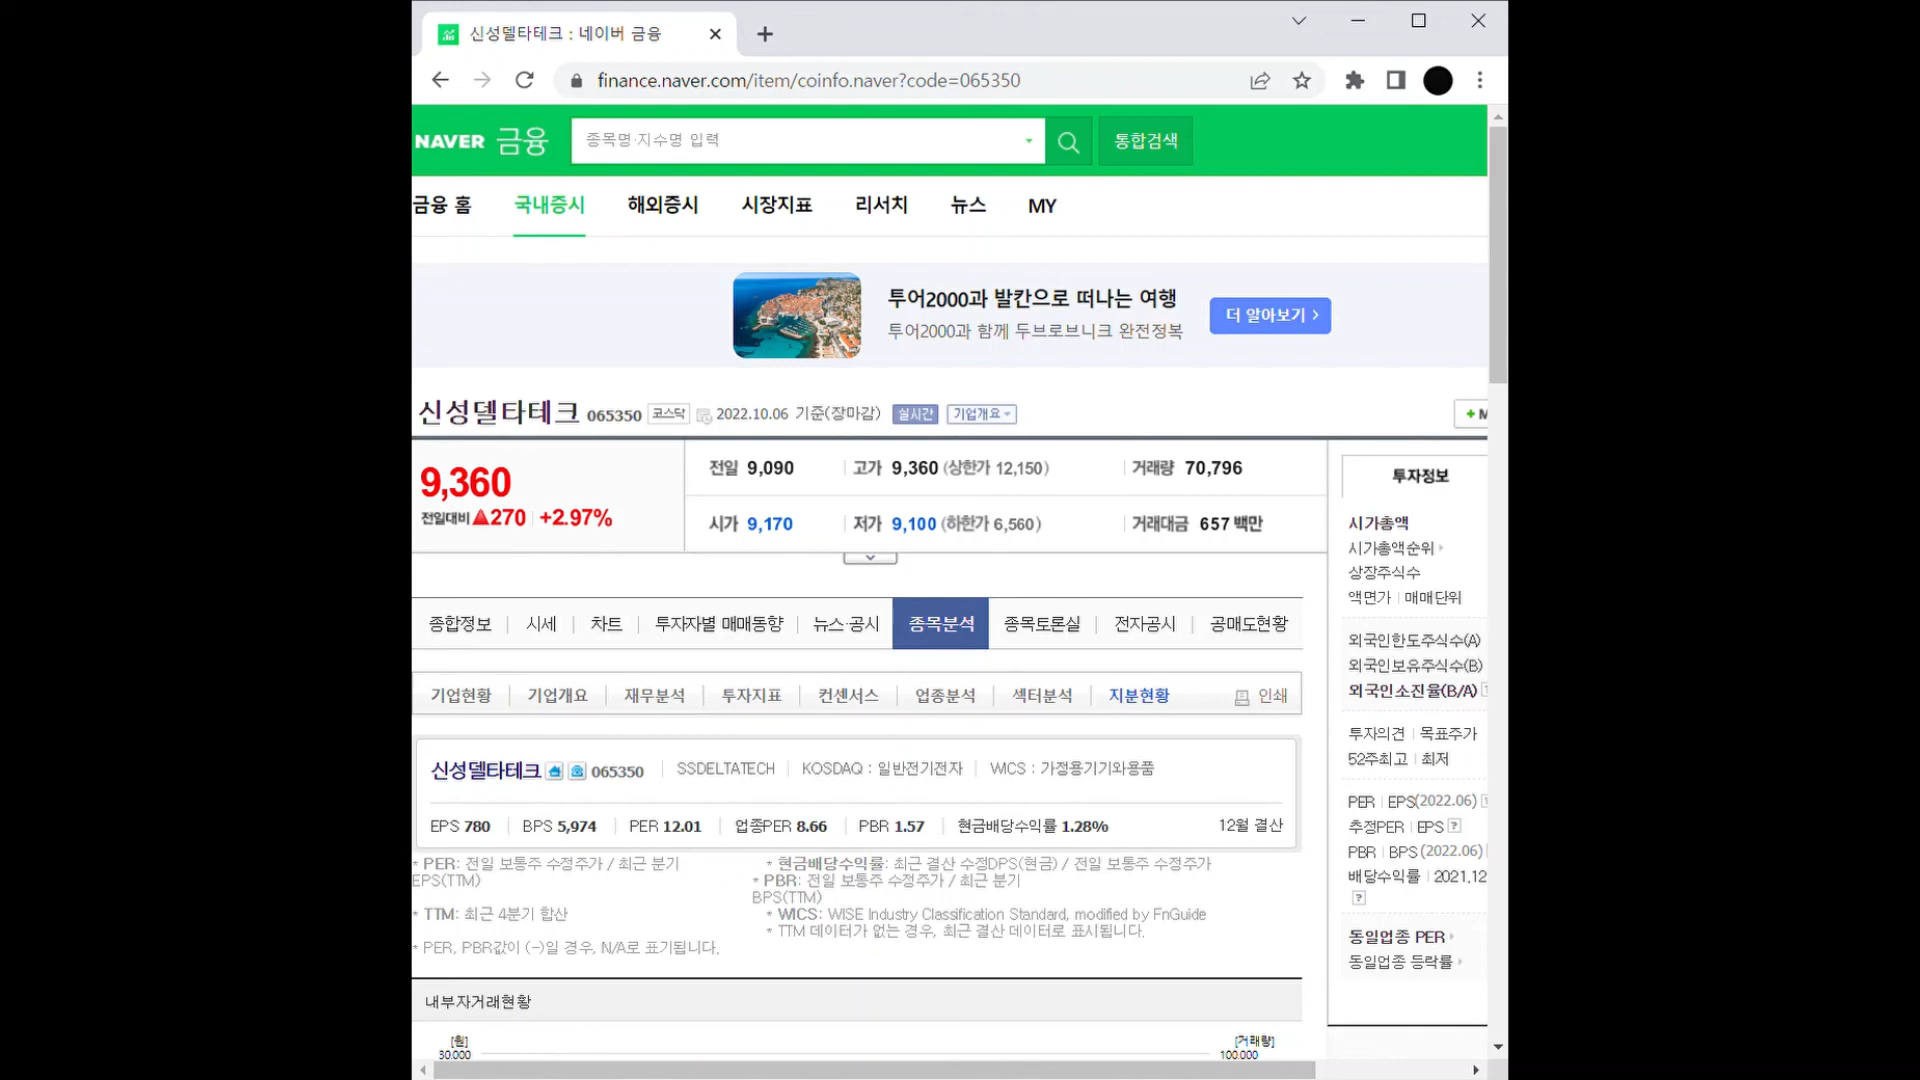 신성델타테크 : 네이버 금융
finance.naver.com/item/coinfo.naver?code=065350
NAVER 금융 종목명·지수명 입력 통합검색
금융 홈 국내증시 해외증시 시장지표 리서치 뉴스 MY
투어2000과 발칸으로 떠나는 여행
투어2000과 함께 두브로브니크 완전정복
더 알아보기 >
신성델타테크 065350 코스닥 2022.10.06 기준(장마감) 실시간 기업개요
9,360
전일대비 ▲270 +2.97%
전일 9,090 고가 9,360 (상한가 12,150) 거래량 70,796
시가 9,170 저가 9,100 (하한가 6,560) 거래대금 657 백만
종합정보 시세 차트 투자자별 매매동향 뉴스·공시 종목분석 종목토론실 전자공시 공매도현황
기업현황 기업개요 재무분석 투자지표 컨센서스 업종분석 섹터분석 지분현황 인쇄
신성델타테크 065350 SSDELTATECH KOSDAQ : 일반전기전자 WICS : 가정용기기와용품
EPS 780 BPS 5,974 PER 12.01 업종PER 8.66 PBR 1.57 현금배당수익률 1.28% 12월 결산
* PER: 전일 보통주 수정주가 / 최근 분기
EPS(TTM)
* 현금배당수익률: 최근 결산 수정DPS(현금) / 전일 보통주 수정주가
* PBR: 전일 보통주 수정주가 / 최근 분기
BPS(TTM)
* TTM: 최근 4분기 합산
* WICS: WISE Industry Classification Standard, modified by FnGuide
* TTM 데이터가 없는 경우, 최근 결산 데이터로 표시됩니다.
* PER, PBR값이 (-)일 경우, N/A로 표기됩니다.
내부자거래현황
[원] [거래량]
30,000 100,000
투자정보
시가총액
시가총액순위
상장주식수
액면가 매매단위
외국인한도주식수(A)
외국인보유주식수(B)
외국인소진율(B/A)
투자의견 목표주가
52주최고 최저
PER EPS(2022.06)
추정PER EPS ?
PBR BPS (2022.06)
배당수익률 2021.12
?
동일업종 PER
동일업종 등락률